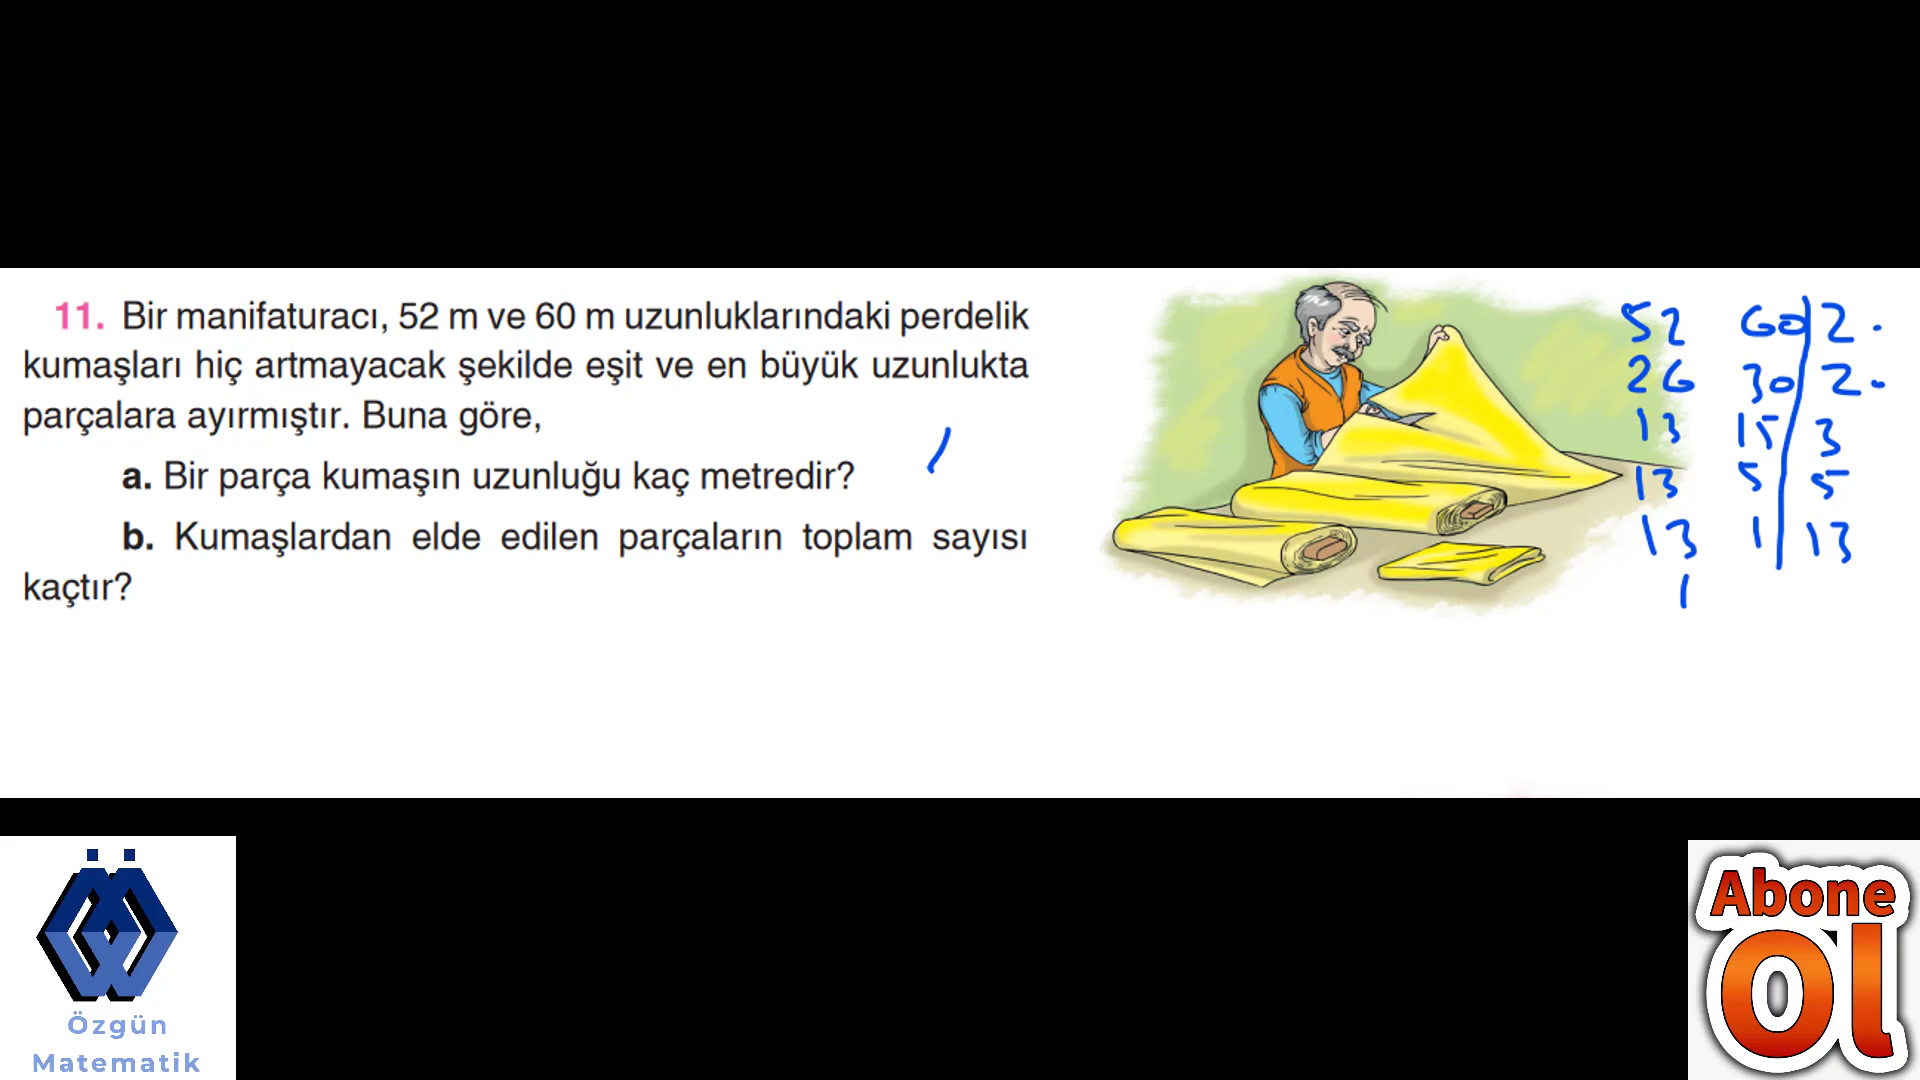 11. Bir manifaturacı, 52 m ve 60 m uzunluklarındaki perdelik
kumaşları hiç artmayacak şekilde eşit ve en büyük uzunlukta
parçalara ayırmıştır. Buna göre,
a. Bir parça kumaşın uzunluğu kaç metredir?
b. Kumaşlardan elde edilen parçaların toplam sayısı
kaçtır?
52 60 2 .
26 30 2 .
13 15 3
13 5 5
13 1 13
1
Özgün
Matematik
Abone
Ol